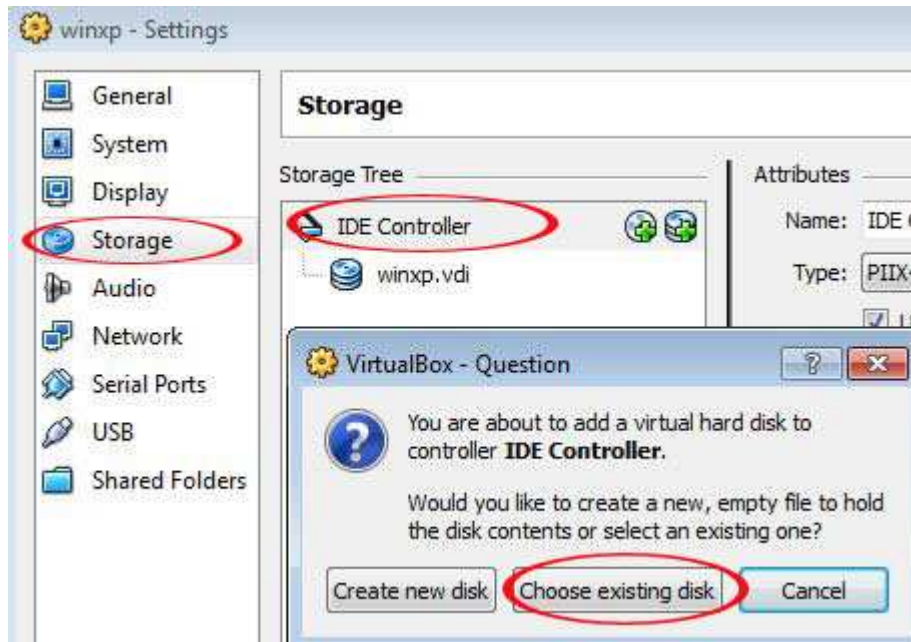 winxp - Settings
General
System
Display
Storage
Audio
Network
Serial Ports
USB
Shared Folders
Storage
Storage Tree
IDE Controller
winxp.vdi
Attributes
Name: IDE
Type: PIIX
VirtualBox - Question
You are about to add a virtual hard disk to
controller IDE Controller.
Would you like to create a new, empty file to hold
the disk contents or select an existing one?
Create new disk
Choose existing disk
Cancel